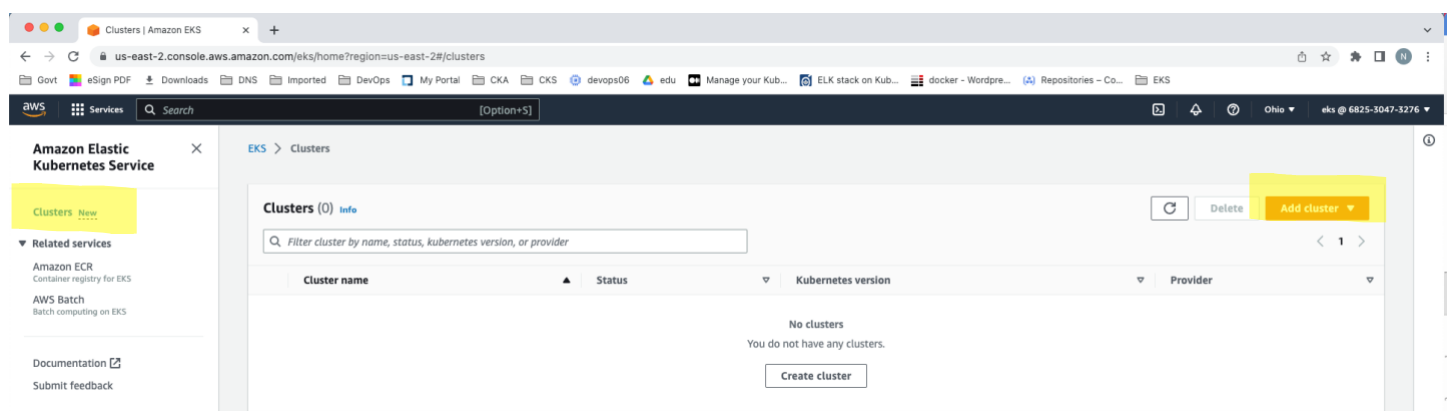 Clusters | Amazon EKS
us-east-2.console.aws.amazon.com/eks/home?region=us-east-2#/clusters
N
Govt eSign PDF Downloads DNS Imported DevOps My Portal CKA CKS devops06 edu Manage your Kub... ELK stack on Kub... docker - Wordpre... Repositories – Co... EKS
aws Services Search [Option+S] Ohio eks @ 6825-3047-3276
Amazon Elastic
Kubernetes Service
EKS > Clusters
Clusters New
Clusters (0) Info
Delete
Add cluster
Related services
Filter cluster by name, status, kubernetes version, or provider
1
Amazon ECR
Container registry for EKS
Cluster name Status Kubernetes version Provider
AWS Batch
Batch computing on EKS
No clusters
You do not have any clusters.
Create cluster
Documentation
Submit feedback